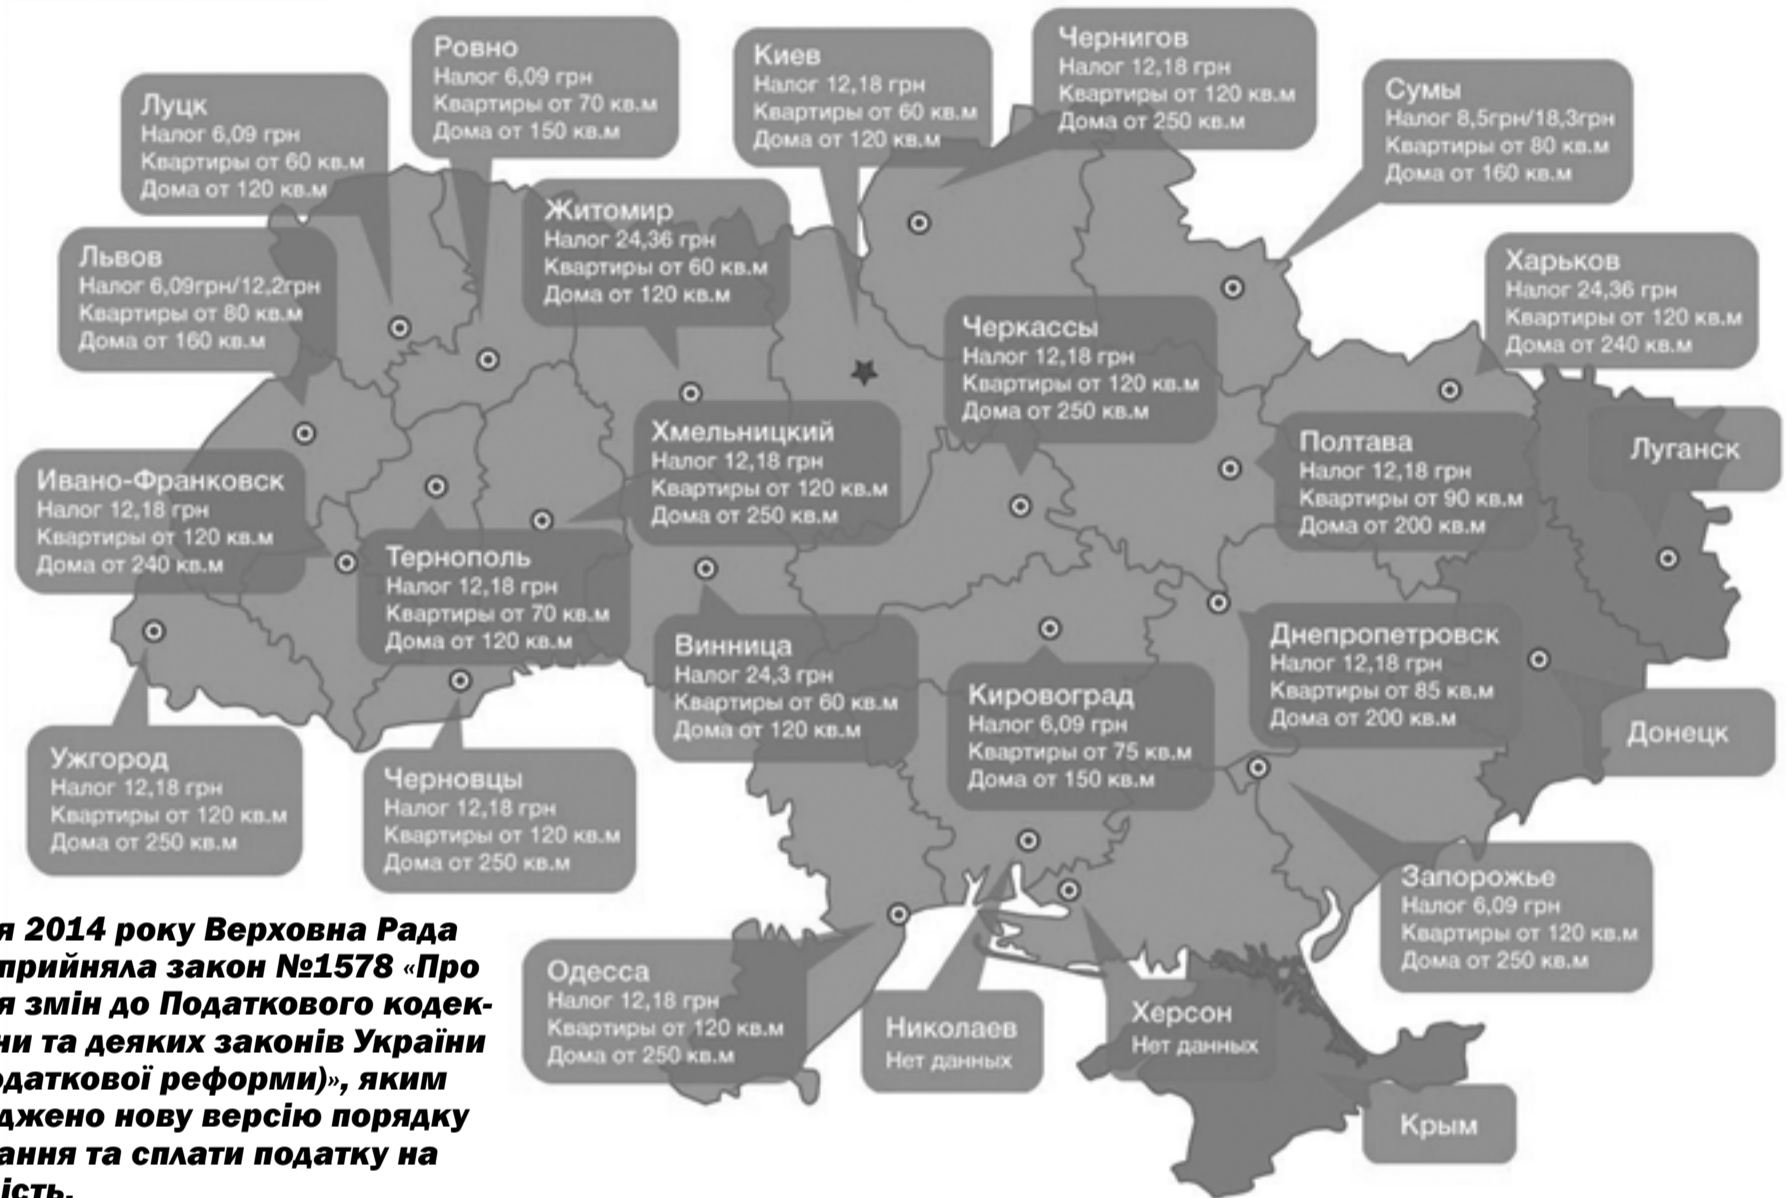 Ровно
Налог 6,09 грн
Квартиры от 70 кв.м
Дома от 150 кв.м
Киев
Налог 12,18 грн
Квартиры от 60 кв.м
Дома от 120 кв.м
Чернигов
Налог 12,18 грн
Квартиры от 120 кв.м
Дома от 250 кв.м
Сумы
Налог 8,5грн/18,3грн
Квартиры от 80 кв.м
Дома от 160 кв.м
Луцк
Налог 6,09 грн
Квартиры от 60 кв.м
Дома от 120 кв.м
Житомир
Налог 24,36 грн
Квартиры от 60 кв.м
Дома от 120 кв.м
Львов
Налог 6,09грн/12,2грн
Квартиры от 80 кв.м
Дома от 160 кв.м
Харьков
Налог 24,36 грн
Квартиры от 120 кв.м
Дома от 240 кв.м
Черкассы
Налог 12,18 грн
Квартиры от 120 кв.м
Дома от 250 кв.м
Хмельницкий
Налог 12,18 грн
Квартиры от 120 кв.м
Дома от 250 кв.м
Полтава
Налог 12,18 грн
Квартиры от 90 кв.м
Дома от 200 кв.м
Луганск
Ивано-Франковск
Налог 12,18 грн
Квартиры от 120 кв.м
Дома от 240 кв.м
Тернополь
Налог 12,18 грн
Квартиры от 70 кв.м
Дома от 120 кв.м
Винница
Налог 24,3 грн
Квартиры от 60 кв.м
Дома от 120 кв.м
Кировоград
Налог 6,09 грн
Квартиры от 75 кв.м
Дома от 150 кв.м
Днепропетровск
Налог 12,18 грн
Квартиры от 85 кв.м
Дома от 200 кв.м
Донецк
Ужгород
Налог 12,18 грн
Квартиры от 120 кв.м
Дома от 250 кв.м
Черновцы
Налог 12,18 грн
Квартиры от 120 кв.м
Дома от 250 кв.м
Запорожье
Налог 6,09 грн
Квартиры от 120 кв.м
Дома от 250 кв.м
Одесса
Налог 12,18 грн
Квартиры от 120 кв.м
Дома от 250 кв.м
Николаев
Нет данных
Херсон
Нет данных
Крым
я 2014 року Верховна Рада
прийняла закон №1578 «Про
я змін до Податкового кодек-
ни та деяких законів України
одаткової реформи)», яким
джено нову версію порядку
ання та сплати податку на
ість.